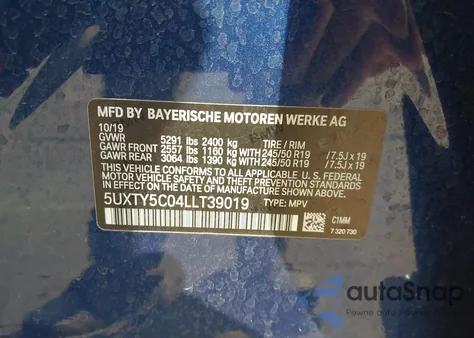 MFD BY BAYERISCHE MOTOREN WERKE AG
10/19
GVWR 5291 lbs 2400 kg TIRE / RIM
GAWR FRONT 2557 lbs 1160 kg WITH 245/50 R19 /7.5J x 19
GAWR REAR 3064 lbs 1390 kg WITH 245/50 R19 /7.5J x 19
THIS VEHICLE CONFORMS TO ALL APPLICABLE U.S. FEDERAL
MOTOR VEHICLE SAFETY STANDARDS IN EFFECT ON THE DATE
OF MANUFACTURE SHOWN ABOVE.
5UXTY5C04LLT39019 TYPE: MPV
C1MM
7 320 730
autoSnap